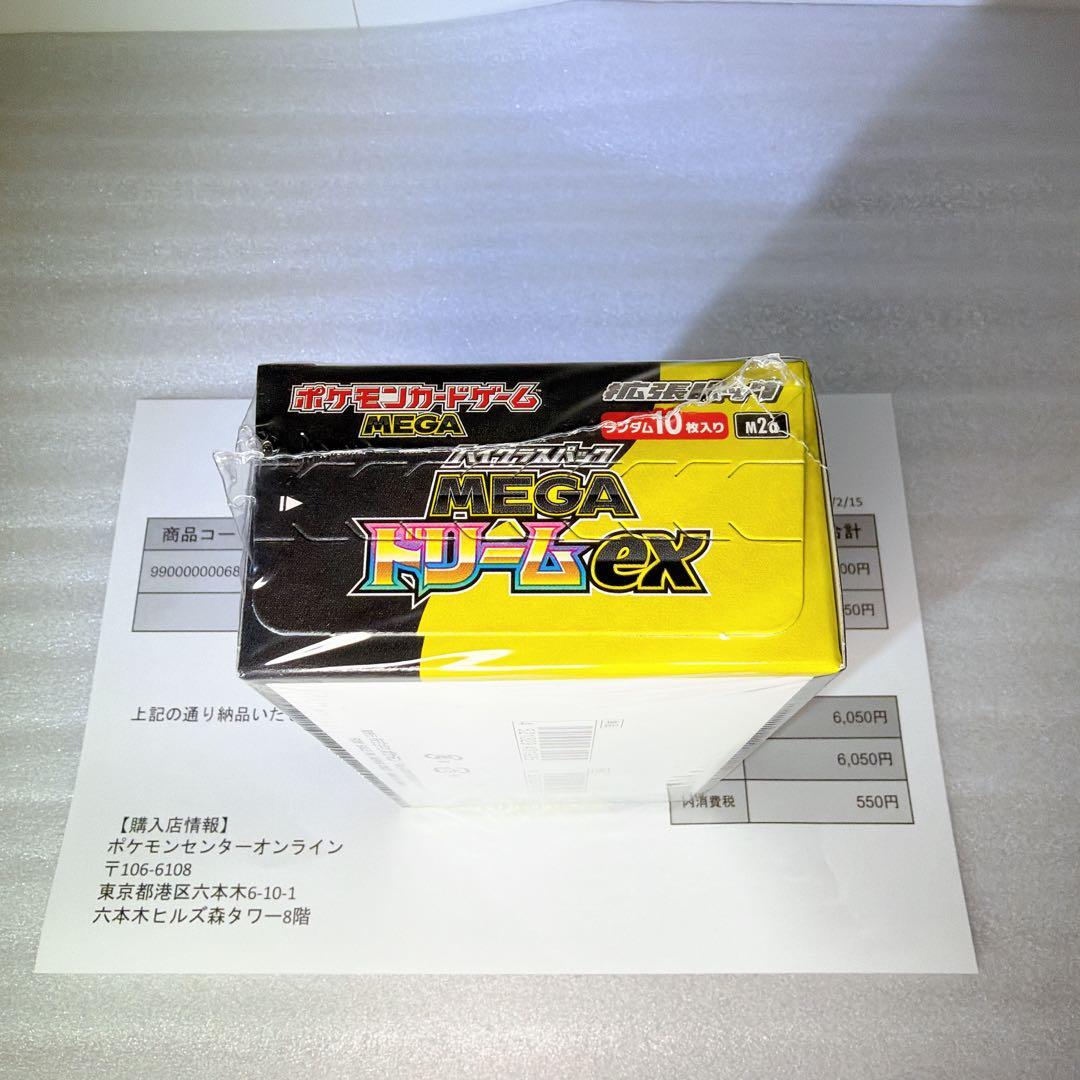 ポケモンカードゲーム
MEGA
拡張パック
ランダム10枚入り M2a
ハイクラスパック
MEGA
ドリームex
/2/15
商品コー
合計
99000000068
00円
50円
上記の通り納品いた
6,050円
6,050円
内消費税 550円
【購入店情報】
ポケモンセンターオンライン
〒106-6108
東京都港区六本木6-10-1
六本木ヒルズ森タワー8階